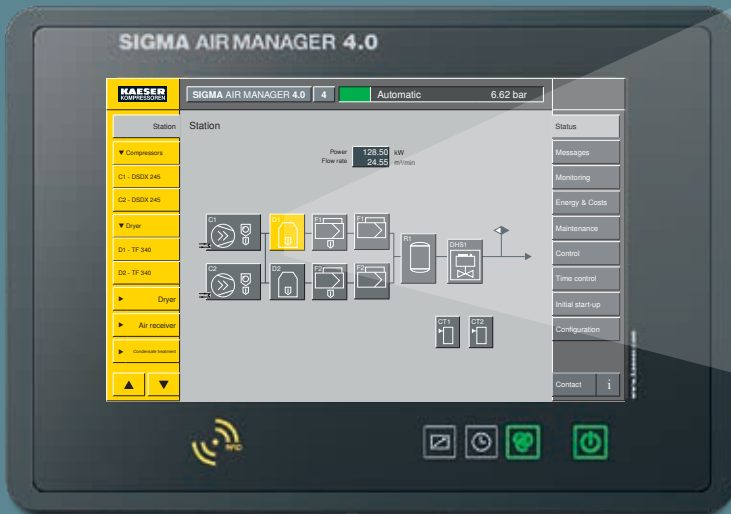 SIGMA AIR MANAGER 4.0
KAESER
KOMPRESSOREN
SIGMA AIR MANAGER 4.0 4 Automatic 6.62 bar
Station
▼ Compressors
C1 - DSDX 245
C2 - DSDX 245
▼ Dryer
D1 - TF 340
D2 - TF 340
► Dryer
► Air receiver
► Condensate treatment
▲ ▼
Station
Power 128.50 kW
Flow rate 24.55 m³/min
C1 D1 F1 F1
R1 DHS1
C2 D2 F2 F2
CT1 CT2
Status
Messages
Monitoring
Energy & Costs
Maintenance
Control
Time control
Initial start-up
Configuration
Contact i
www.kaeser.com
RFID